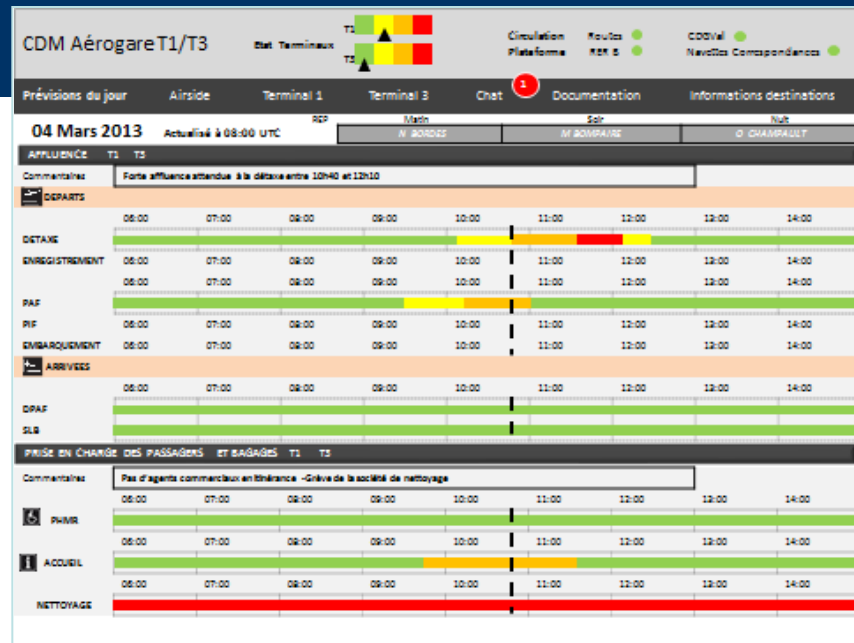 CDM Aérogare T1/T3
Etat Terminaux
T1
T3
Circulation Plateforme
Routes
RER B
CDGVal
Navettes Correspondances
Prévisions du jour Airside Terminal 1 Terminal 3 Chat 1 Documentation Informations destinations
04 Mars 2013 Actualisé à 08:00 UTC
REP Matin Soir Nuit
N BORDES M BOMPAIRE O CHAMPAULT
AFFLUENCE T1 T3
Commentaires Forte affluence attendue à la détaxe entre 10h40 et 12h10
DEPARTS
06:00 07:00 08:00 09:00 10:00 11:00 12:00 13:00 14:00
DETAXE
ENREGISTREMENT 06:00 07:00 08:00 09:00 10:00 11:00 12:00 13:00 14:00
06:00 07:00 08:00 09:00 10:00 11:00 12:00 13:00 14:00
PAF
PIF 06:00 07:00 08:00 09:00 10:00 11:00 12:00 13:00 14:00
EMBARQUEMENT 06:00 07:00 08:00 09:00 10:00 11:00 12:00 13:00 14:00
ARRIVEES
06:00 07:00 08:00 09:00 10:00 11:00 12:00 13:00 14:00
DPAF
SLB
PRISE EN CHARGE DES PASSAGERS ET BAGAGES T1 T3
Commentaires Pas d'agents commerciaux en itinérance -Grève de la société de nettoyage
06:00 07:00 08:00 09:00 10:00 11:00 12:00 13:00 14:00
PHMR
06:00 07:00 08:00 09:00 10:00 11:00 12:00 13:00 14:00
ACCUEIL
06:00 07:00 08:00 09:00 10:00 11:00 12:00 13:00 14:00
NETTOYAGE